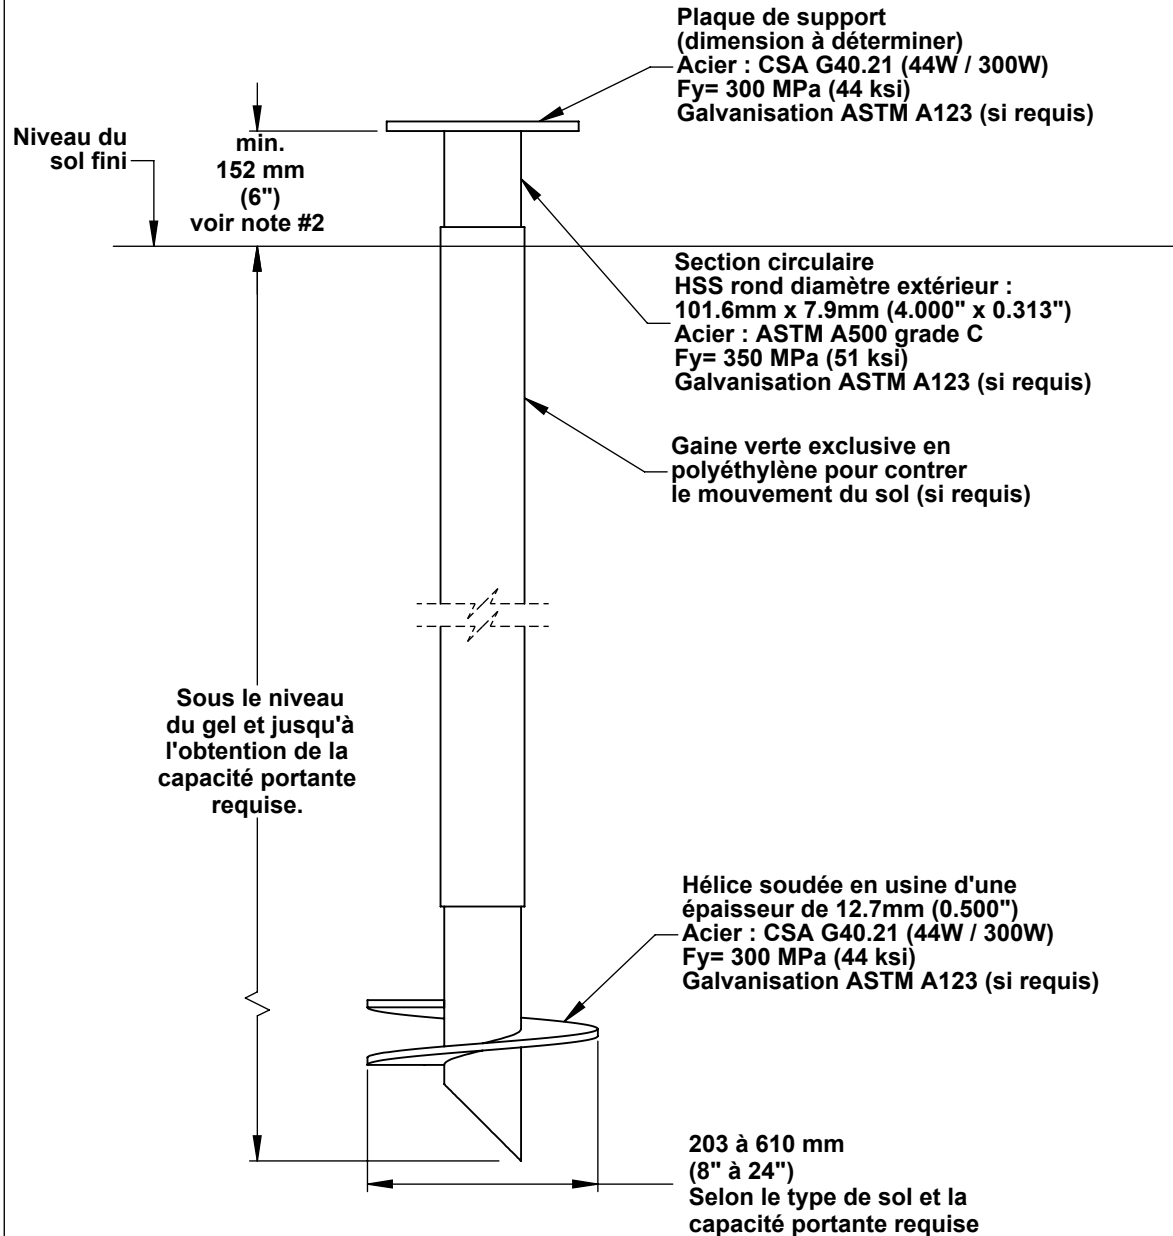 Plaque de support
(dimension à déterminer)
Acier : CSA G40.21 (44W / 300W)
Fy= 300 MPa (44 ksi)
Galvanisation ASTM A123 (si requis)
Niveau du
sol fini
min.
152 mm
(6")
voir note #2
Section circulaire
HSS rond diamètre extérieur :
101.6mm x 7.9mm (4.000" x 0.313")
Acier : ASTM A500 grade C
Fy= 350 MPa (51 ksi)
Galvanisation ASTM A123 (si requis)
Gaine verte exclusive en
polyéthylène pour contrer
le mouvement du sol (si requis)
Sous le niveau
du gel et jusqu'à
l'obtention de la
capacité portante
requise.
Hélice soudée en usine d'une
épaisseur de 12.7mm (0.500")
Acier : CSA G40.21 (44W / 300W)
Fy= 300 MPa (44 ksi)
Galvanisation ASTM A123 (si requis)
203 à 610 mm
(8" à 24")
Selon le type de sol et la
capacité portante requise